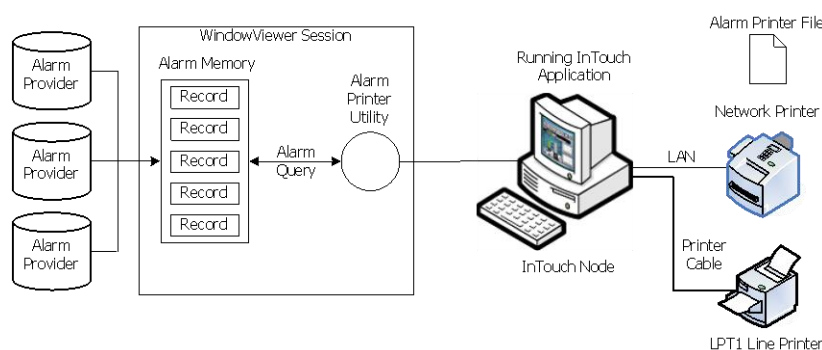 WindowViewer Session
Alarm Memory
Alarm
Provider
Alarm
Provider
Alarm
Provider
Record
Record
Record
Record
Record
Alarm
Query
Alarm
Printer
Utility
Running InTouch
Application
InTouch Node
Alarm Printer File
Network Printer
LAN
Printer
Cable
LPT1 Line Printer